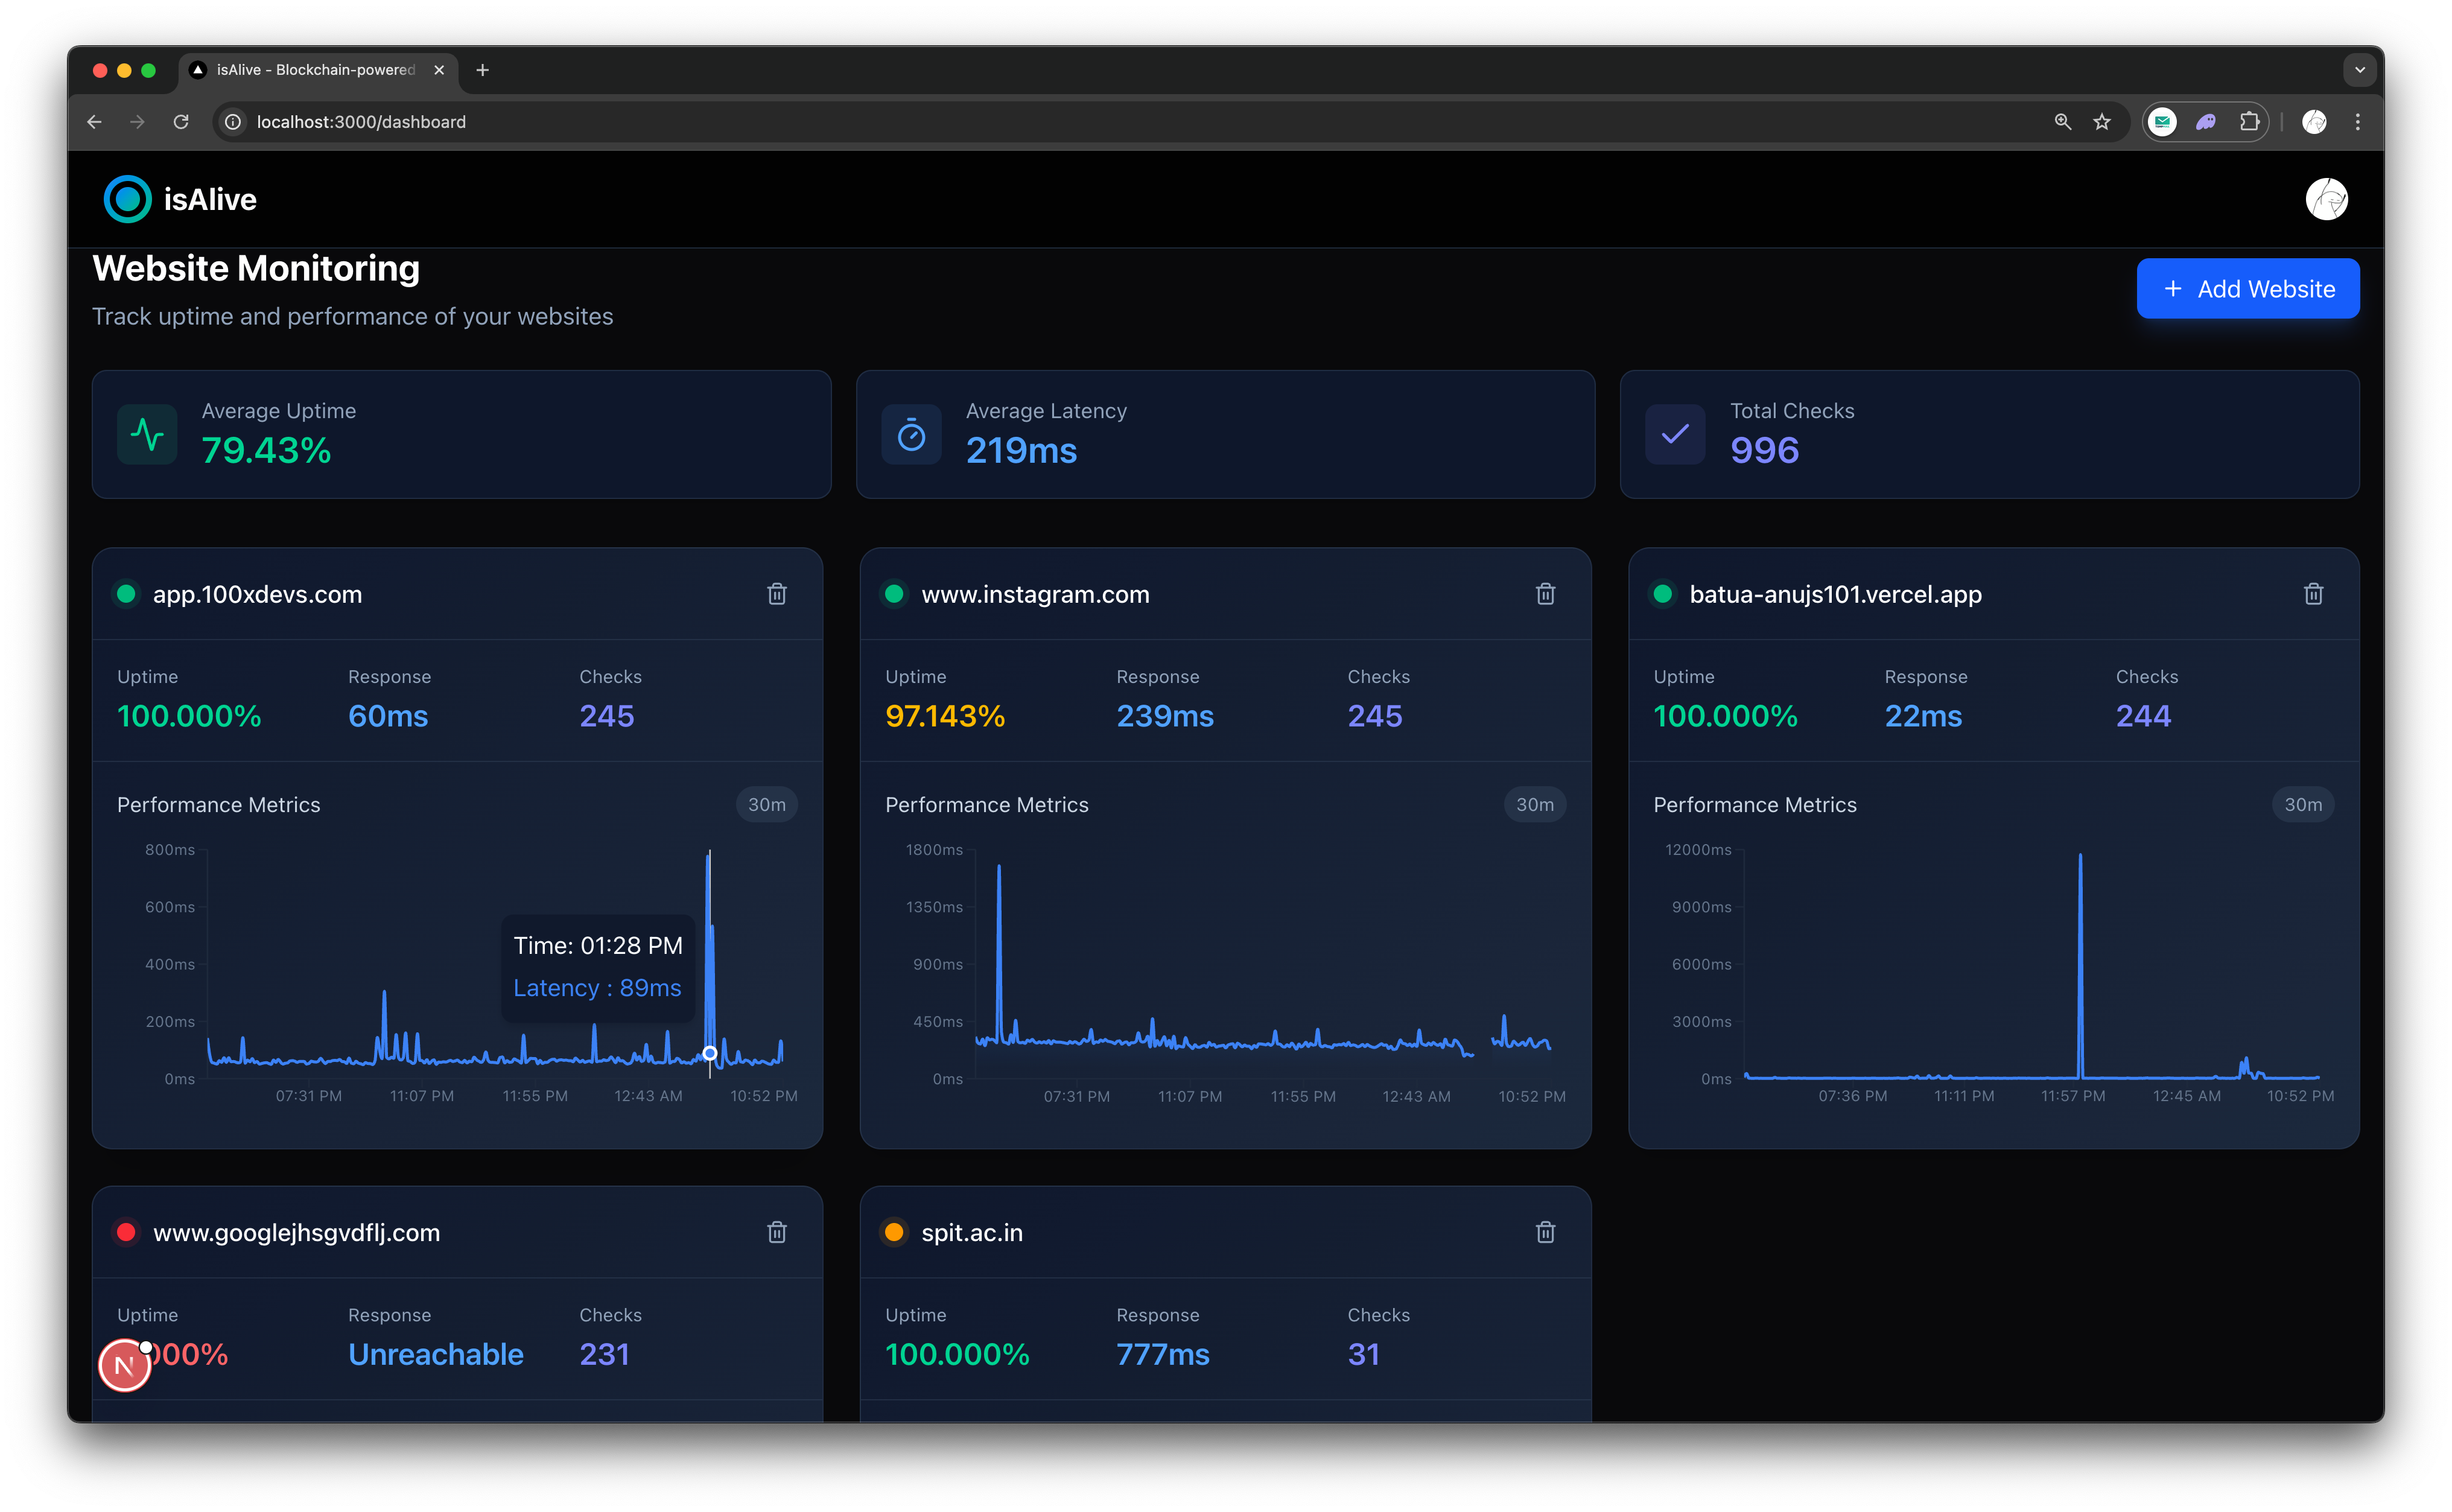 isAlive - Blockchain-powered
localhost:3000/dashboard
isAlive
Website Monitoring
Track uptime and performance of your websites
+ Add Website
Average Uptime
79.43%
Average Latency
219ms
Total Checks
996
app.100xdevs.com
Uptime Response Checks
100.000% 60ms 245
Performance Metrics 30m
800ms
600ms
400ms
200ms
0ms
Time: 01:28 PM
Latency : 89ms
07:31 PM 11:07 PM 11:55 PM 12:43 AM 10:52 PM
www.instagram.com
Uptime Response Checks
97.143% 239ms 245
Performance Metrics 30m
1800ms
1350ms
900ms
450ms
0ms
07:31 PM 11:07 PM 11:55 PM 12:43 AM 10:52 PM
batua-anujs101.vercel.app
Uptime Response Checks
100.000% 22ms 244
Performance Metrics 30m
12000ms
9000ms
6000ms
3000ms
0ms
07:36 PM 11:11 PM 11:57 PM 12:45 AM 10:52 PM
www.googlejhsgvdflj.com
Uptime Response Checks
000% Unreachable 231
N
spit.ac.in
Uptime Response Checks
100.000% 777ms 31